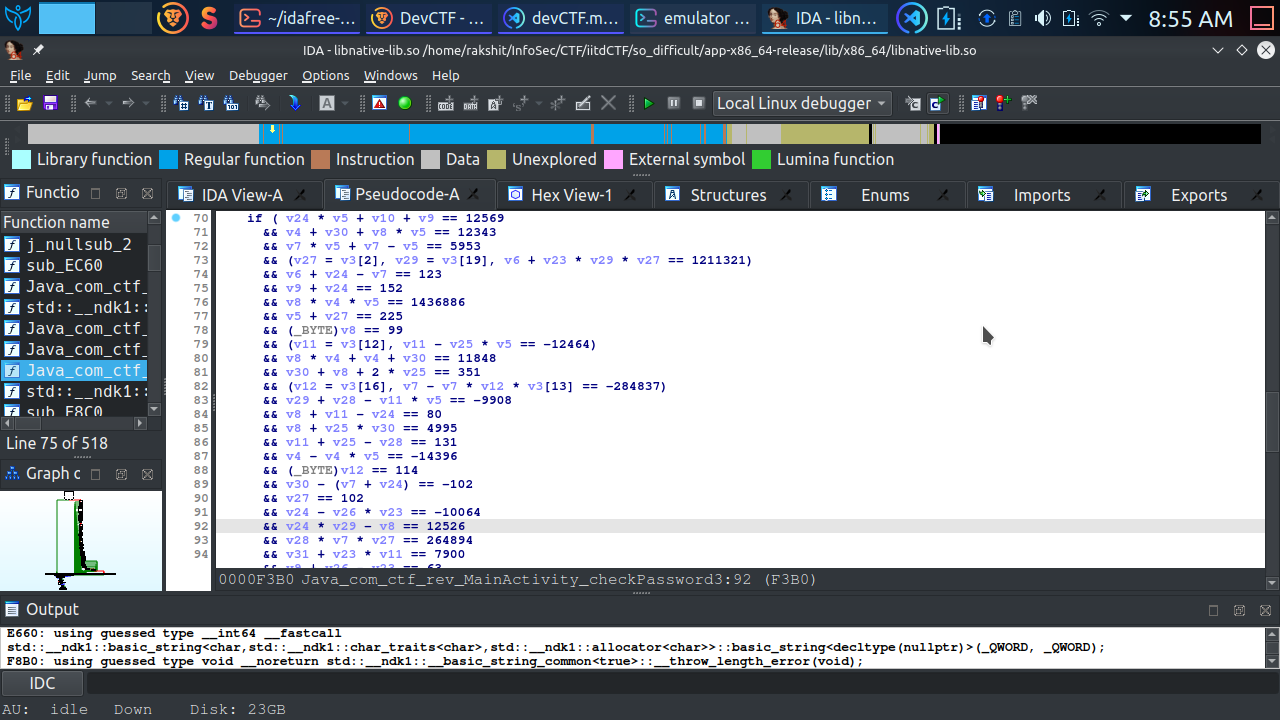 ~/idafree-...
DevCTF - ...
devCTF.m...
emulator ...
IDA - libn...
8:55 AM
IDA - libnative-lib.so /home/rakshit/InfoSec/CTF/iitdCTF/so_difficult/app-x86_64-release/lib/x86_64/libnative-lib.so
File Edit Jump Search View Debugger Options Windows Help
Local Linux debugger
Library function Regular function Instruction Data Unexplored External symbol Lumina function
Functio
IDA View-A Pseudocode-A Hex View-1 Structures Enums Imports Exports
Function name
j_nullsub_2
sub_EC60
Java_com_ctf_
std::__ndk1::
Java_com_ctf_
Java_com_ctf_
Java_com_ctf_
std::__ndk1::
sub_F8C0
Line 75 of 518
Graph c
70 if ( v24 * v5 + v10 + v9 == 12569
71 && v4 + v30 + v8 * v5 == 12343
72 && v7 * v5 + v7 - v5 == 5953
73 && (v27 = v3[2], v29 = v3[19], v6 + v23 * v29 * v27 == 1211321)
74 && v6 + v24 - v7 == 123
75 && v9 + v24 == 152
76 && v8 * v4 * v5 == 1436886
77 && v5 + v27 == 225
78 && (_BYTE)v8 == 99
79 && (v11 = v3[12], v11 - v25 * v5 == -12464)
80 && v8 * v4 + v4 + v30 == 11848
81 && v30 + v8 + 2 * v25 == 351
82 && (v12 = v3[16], v7 - v7 * v12 * v3[13] == -284837)
83 && v29 + v28 - v11 * v5 == -9908
84 && v8 + v11 - v24 == 80
85 && v8 + v25 * v30 == 4995
86 && v11 + v25 - v28 == 131
87 && v4 - v4 * v5 == -14396
88 && (_BYTE)v12 == 114
89 && v30 - (v7 + v24) == -102
90 && v27 == 102
91 && v24 - v26 * v23 == -10064
92 && v24 * v29 - v8 == 12526
93 && v28 * v7 * v27 == 264894
94 && v31 + v23 * v11 == 7900
&& v9 + v26 - v23 == 63
0000F3B0 Java_com_ctf_rev_MainActivity_checkPassword3:92 (F3B0)
Output
E660: using guessed type __int64 __fastcall
std::__ndk1::basic_string<char,std::__ndk1::char_traits<char>,std::__ndk1::allocator<char>>::basic_string<decltype(nullptr)>(_QWORD, _QWORD);
F8B0: using guessed type void __noreturn std::__ndk1::__basic_string_common<true>::__throw_length_error(void);
IDC
AU: idle Down Disk: 23GB